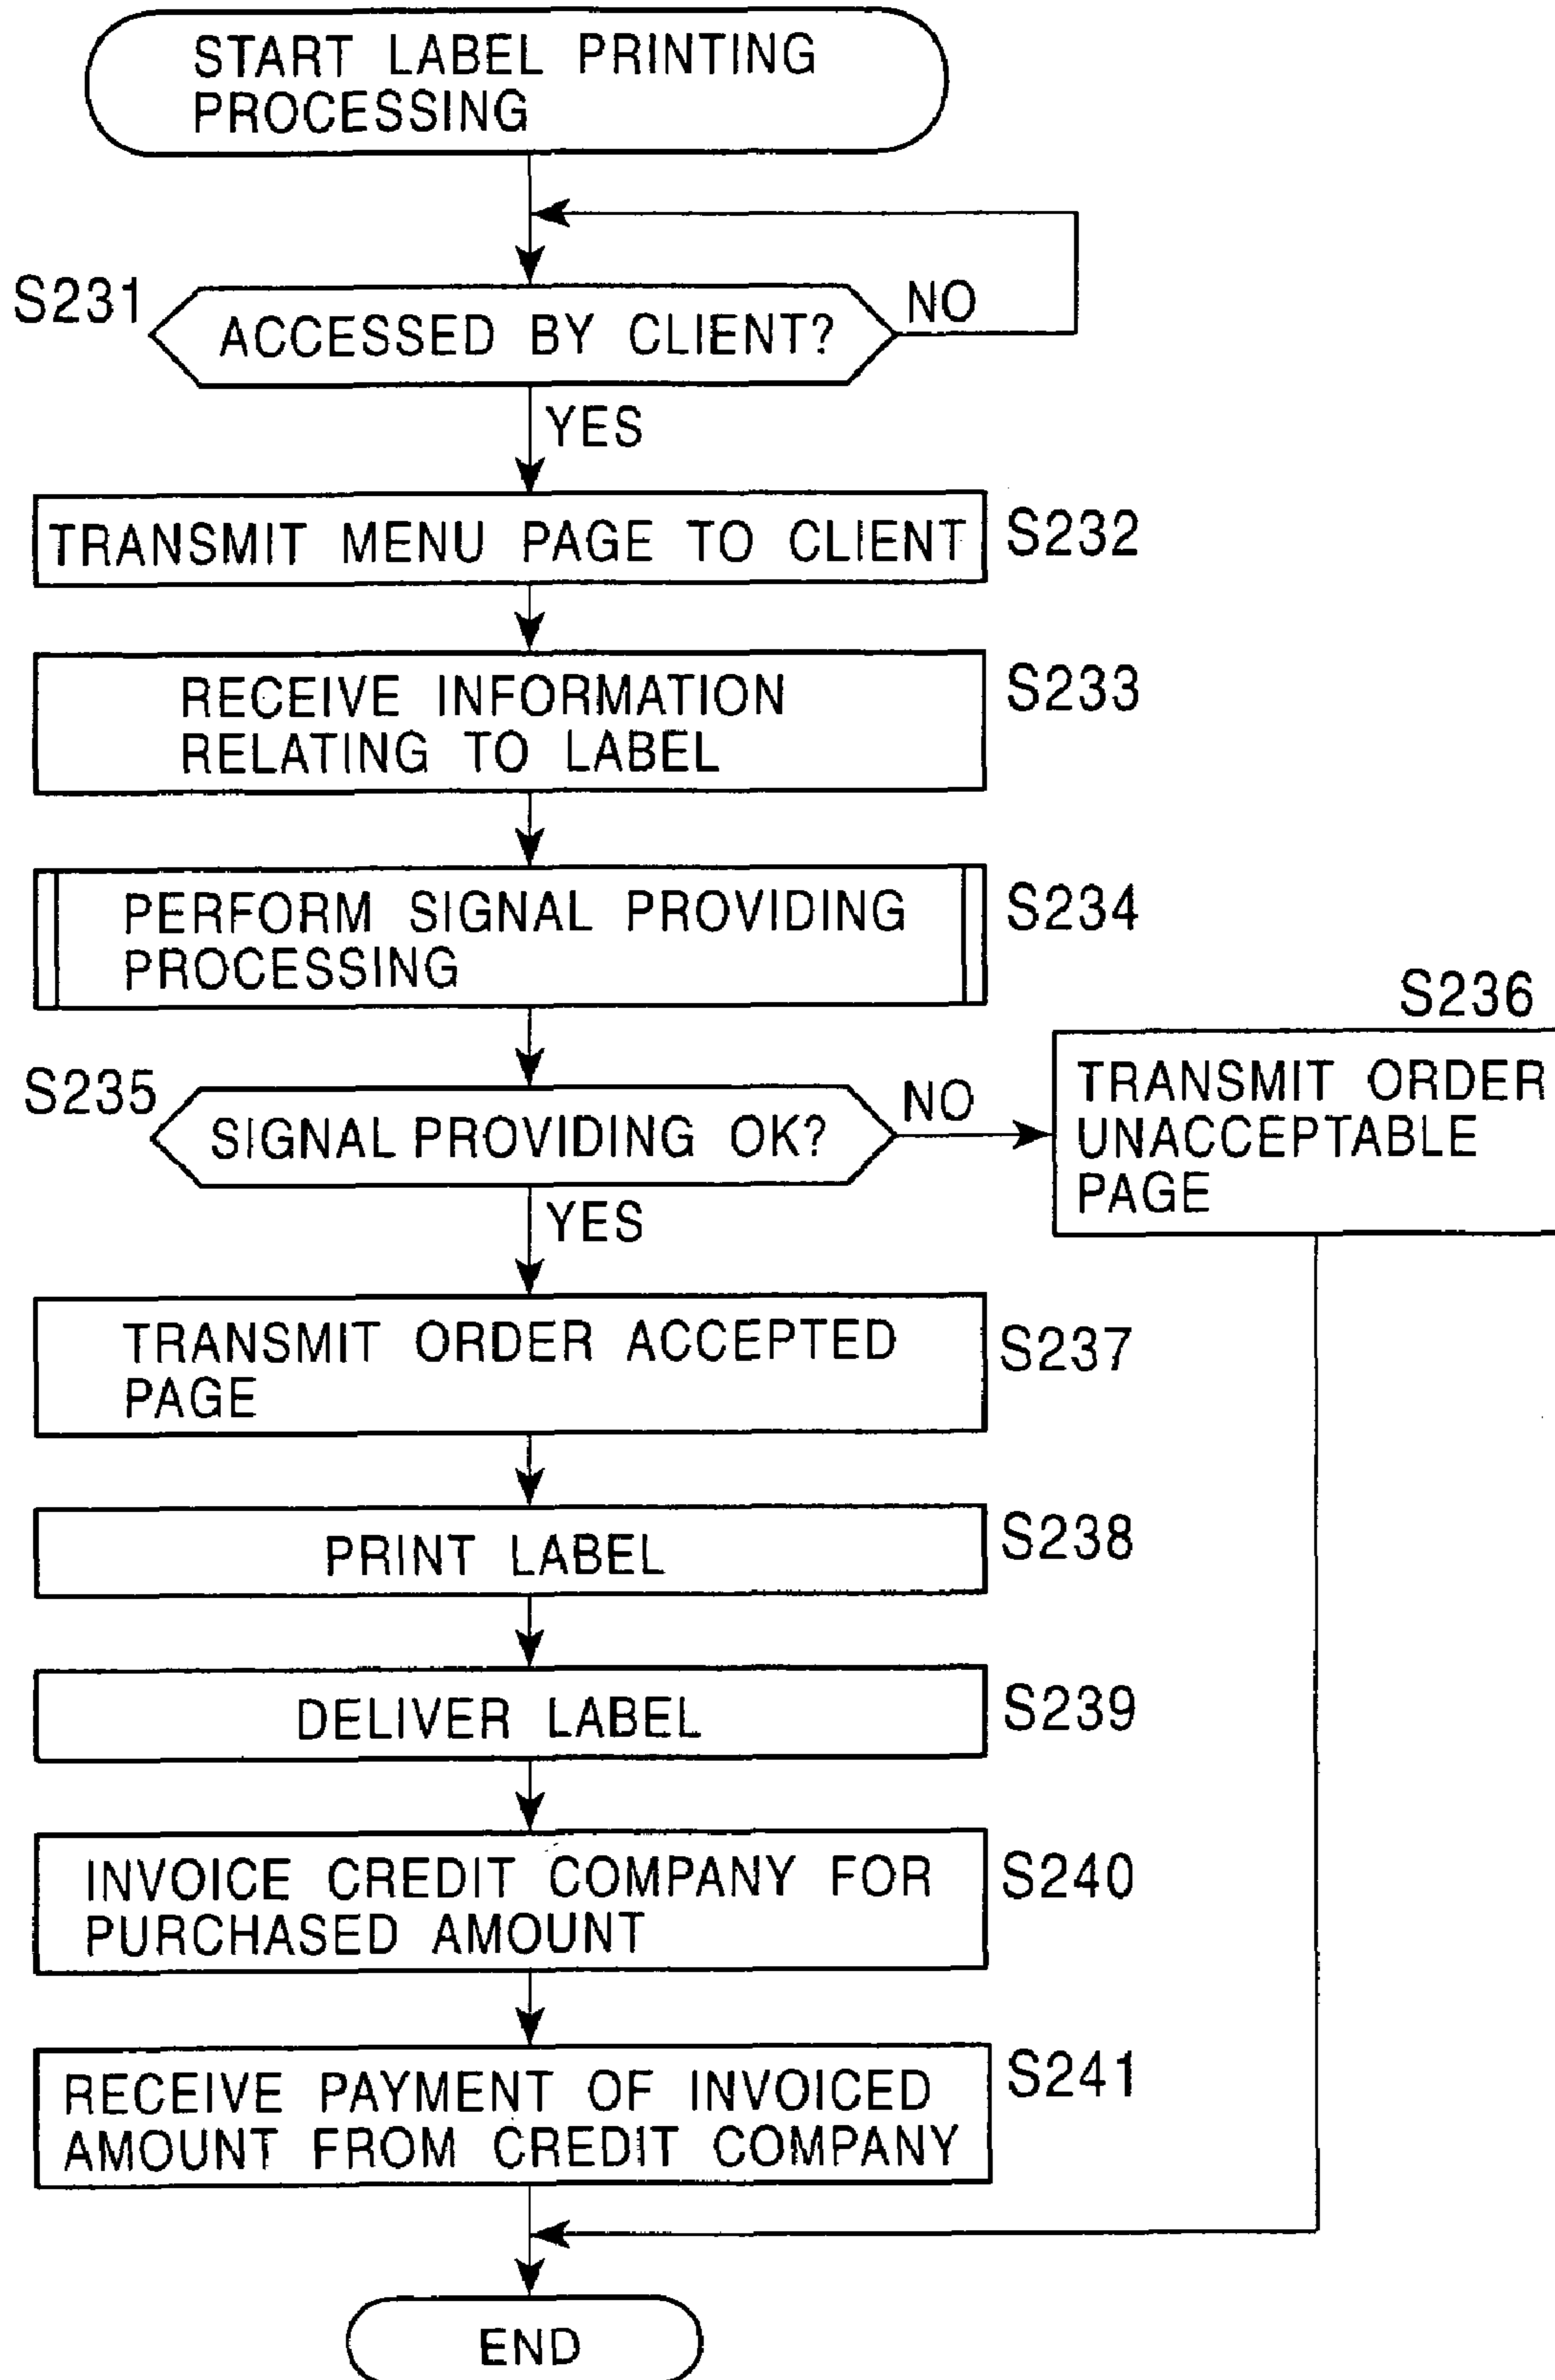 START LABEL PRINTING
PROCESSING
S231
ACCESSED BY CLIENT?
NO
YES
TRANSMIT MENU PAGE TO CLIENT
S232
RECEIVE INFORMATION
RELATING TO LABEL
S233
PERFORM SIGNAL PROVIDING
PROCESSING
S234
S235
SIGNAL PROVIDING OK?
NO
S236
TRANSMIT ORDER
UNACCEPTABLE
PAGE
YES
TRANSMIT ORDER ACCEPTED
PAGE
S237
PRINT LABEL
S238
DELIVER LABEL
S239
INVOICE CREDIT COMPANY FOR
PURCHASED AMOUNT
S240
RECEIVE PAYMENT OF INVOICED
AMOUNT FROM CREDIT COMPANY
S241
END